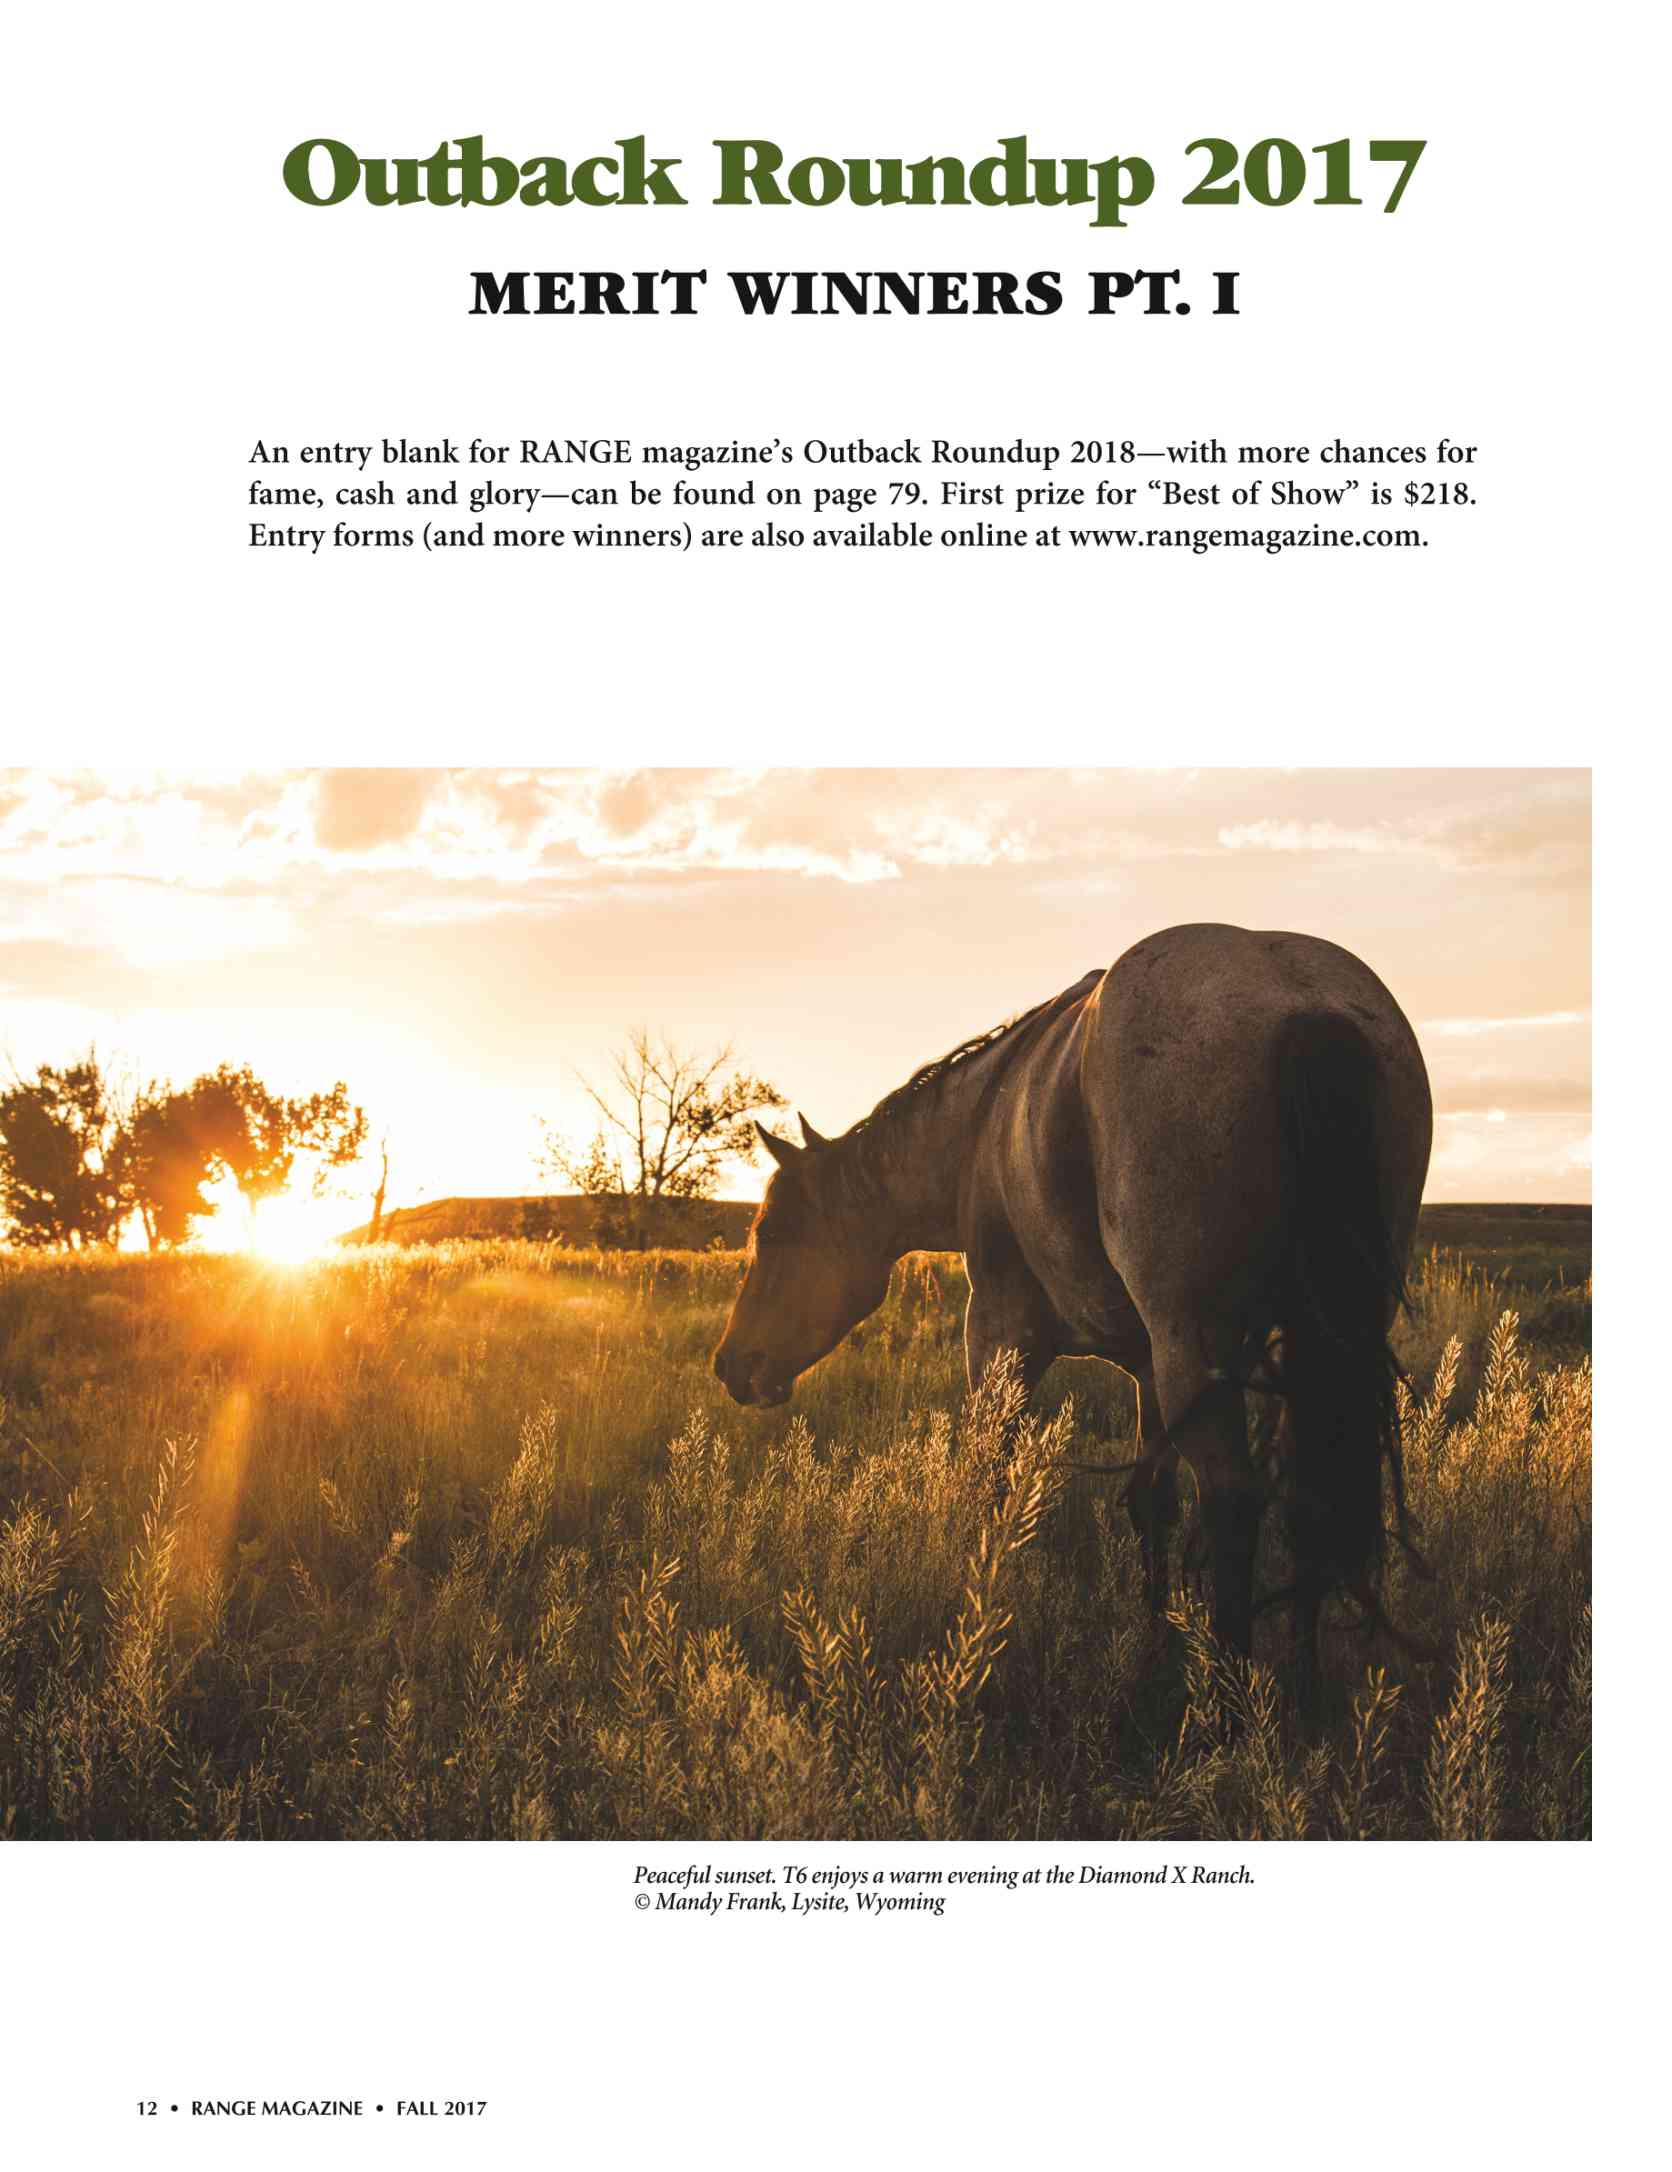 Outback Roundup 2017
MERIT WINNERS PT. I
An entry blank for RANGE magazine’s Outback Roundup 2018—with more chances for
fame, cash and glory—can be found on page 79. First prize for “Best of Show” is $218.
Entry forms (and more winners) are also available online at www.rangemagazine.com.
Peaceful sunset. T6 enjoys a warm evening at the Diamond X Ranch.
© Mandy Frank, Lysite, Wyoming
12 • RANGE MAGAZINE • FALL 2017